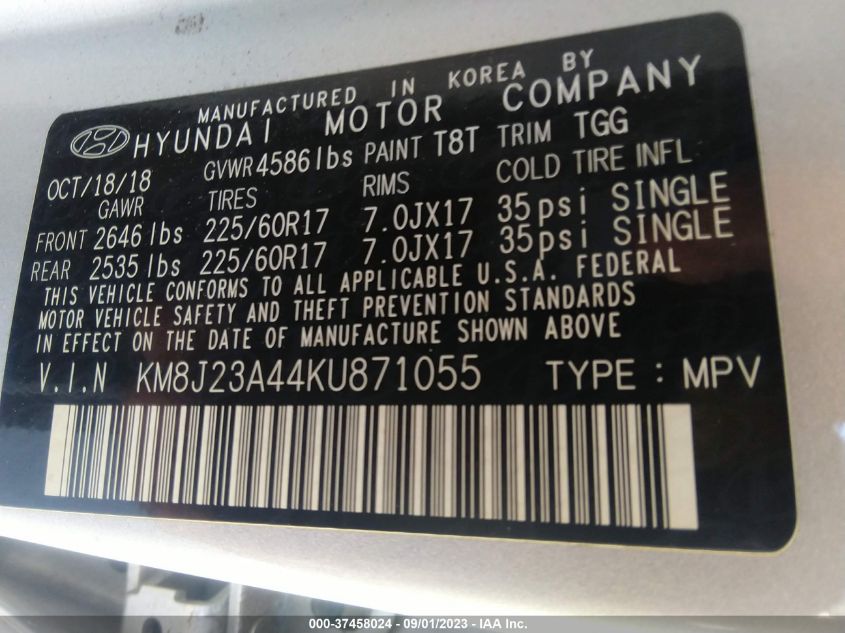 MANUFACTURED IN KOREA BY
HYUNDAI MOTOR COMPANY
OCT/18/18 GVWR 4586 lbs PAINT T8T TRIM TGG
GAWR TIRES RIMS COLD TIRE INFL
FRONT 2646 lbs 225/60R17 7.0JX17 35psi SINGLE
REAR 2535 lbs 225/60R17 7.0JX17 35psi SINGLE
THIS VEHICLE CONFORMS TO ALL APPLICABLE U.S.A. FEDERAL
MOTOR VEHICLE SAFETY AND THEFT PREVENTION STANDARDS
IN EFFECT ON THE DATE OF MANUFACTURE SHOWN ABOVE
V.I.N KM8J23A44KU871055 TYPE : MPV
000-37458024 - 09/01/2023 - IAA Inc.